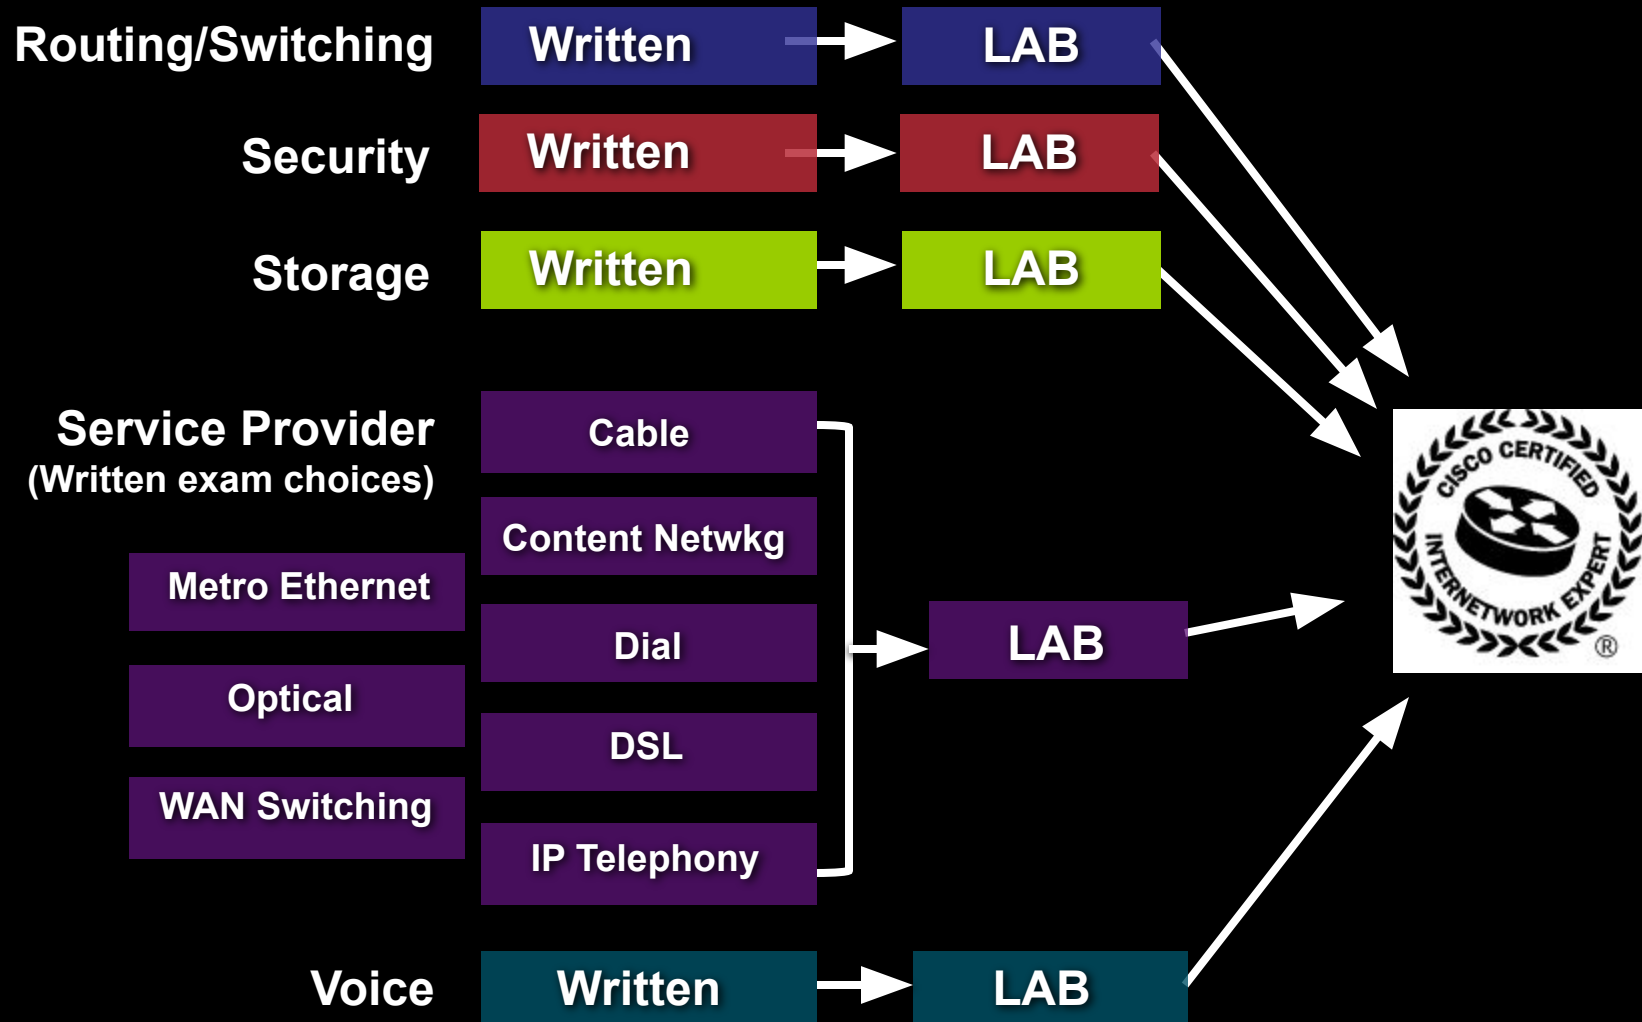 Routing/Switching
Written
LAB
Security
Written
LAB
Storage
Written
LAB
Service Provider
(Written exam choices)
Cable
Content Netwkg
Metro Ethernet
Dial
Optical
DSL
WAN Switching
IP Telephony
LAB
CISCO CERTIFIED
INTERNETWORK EXPERT
®
Voice
Written
LAB